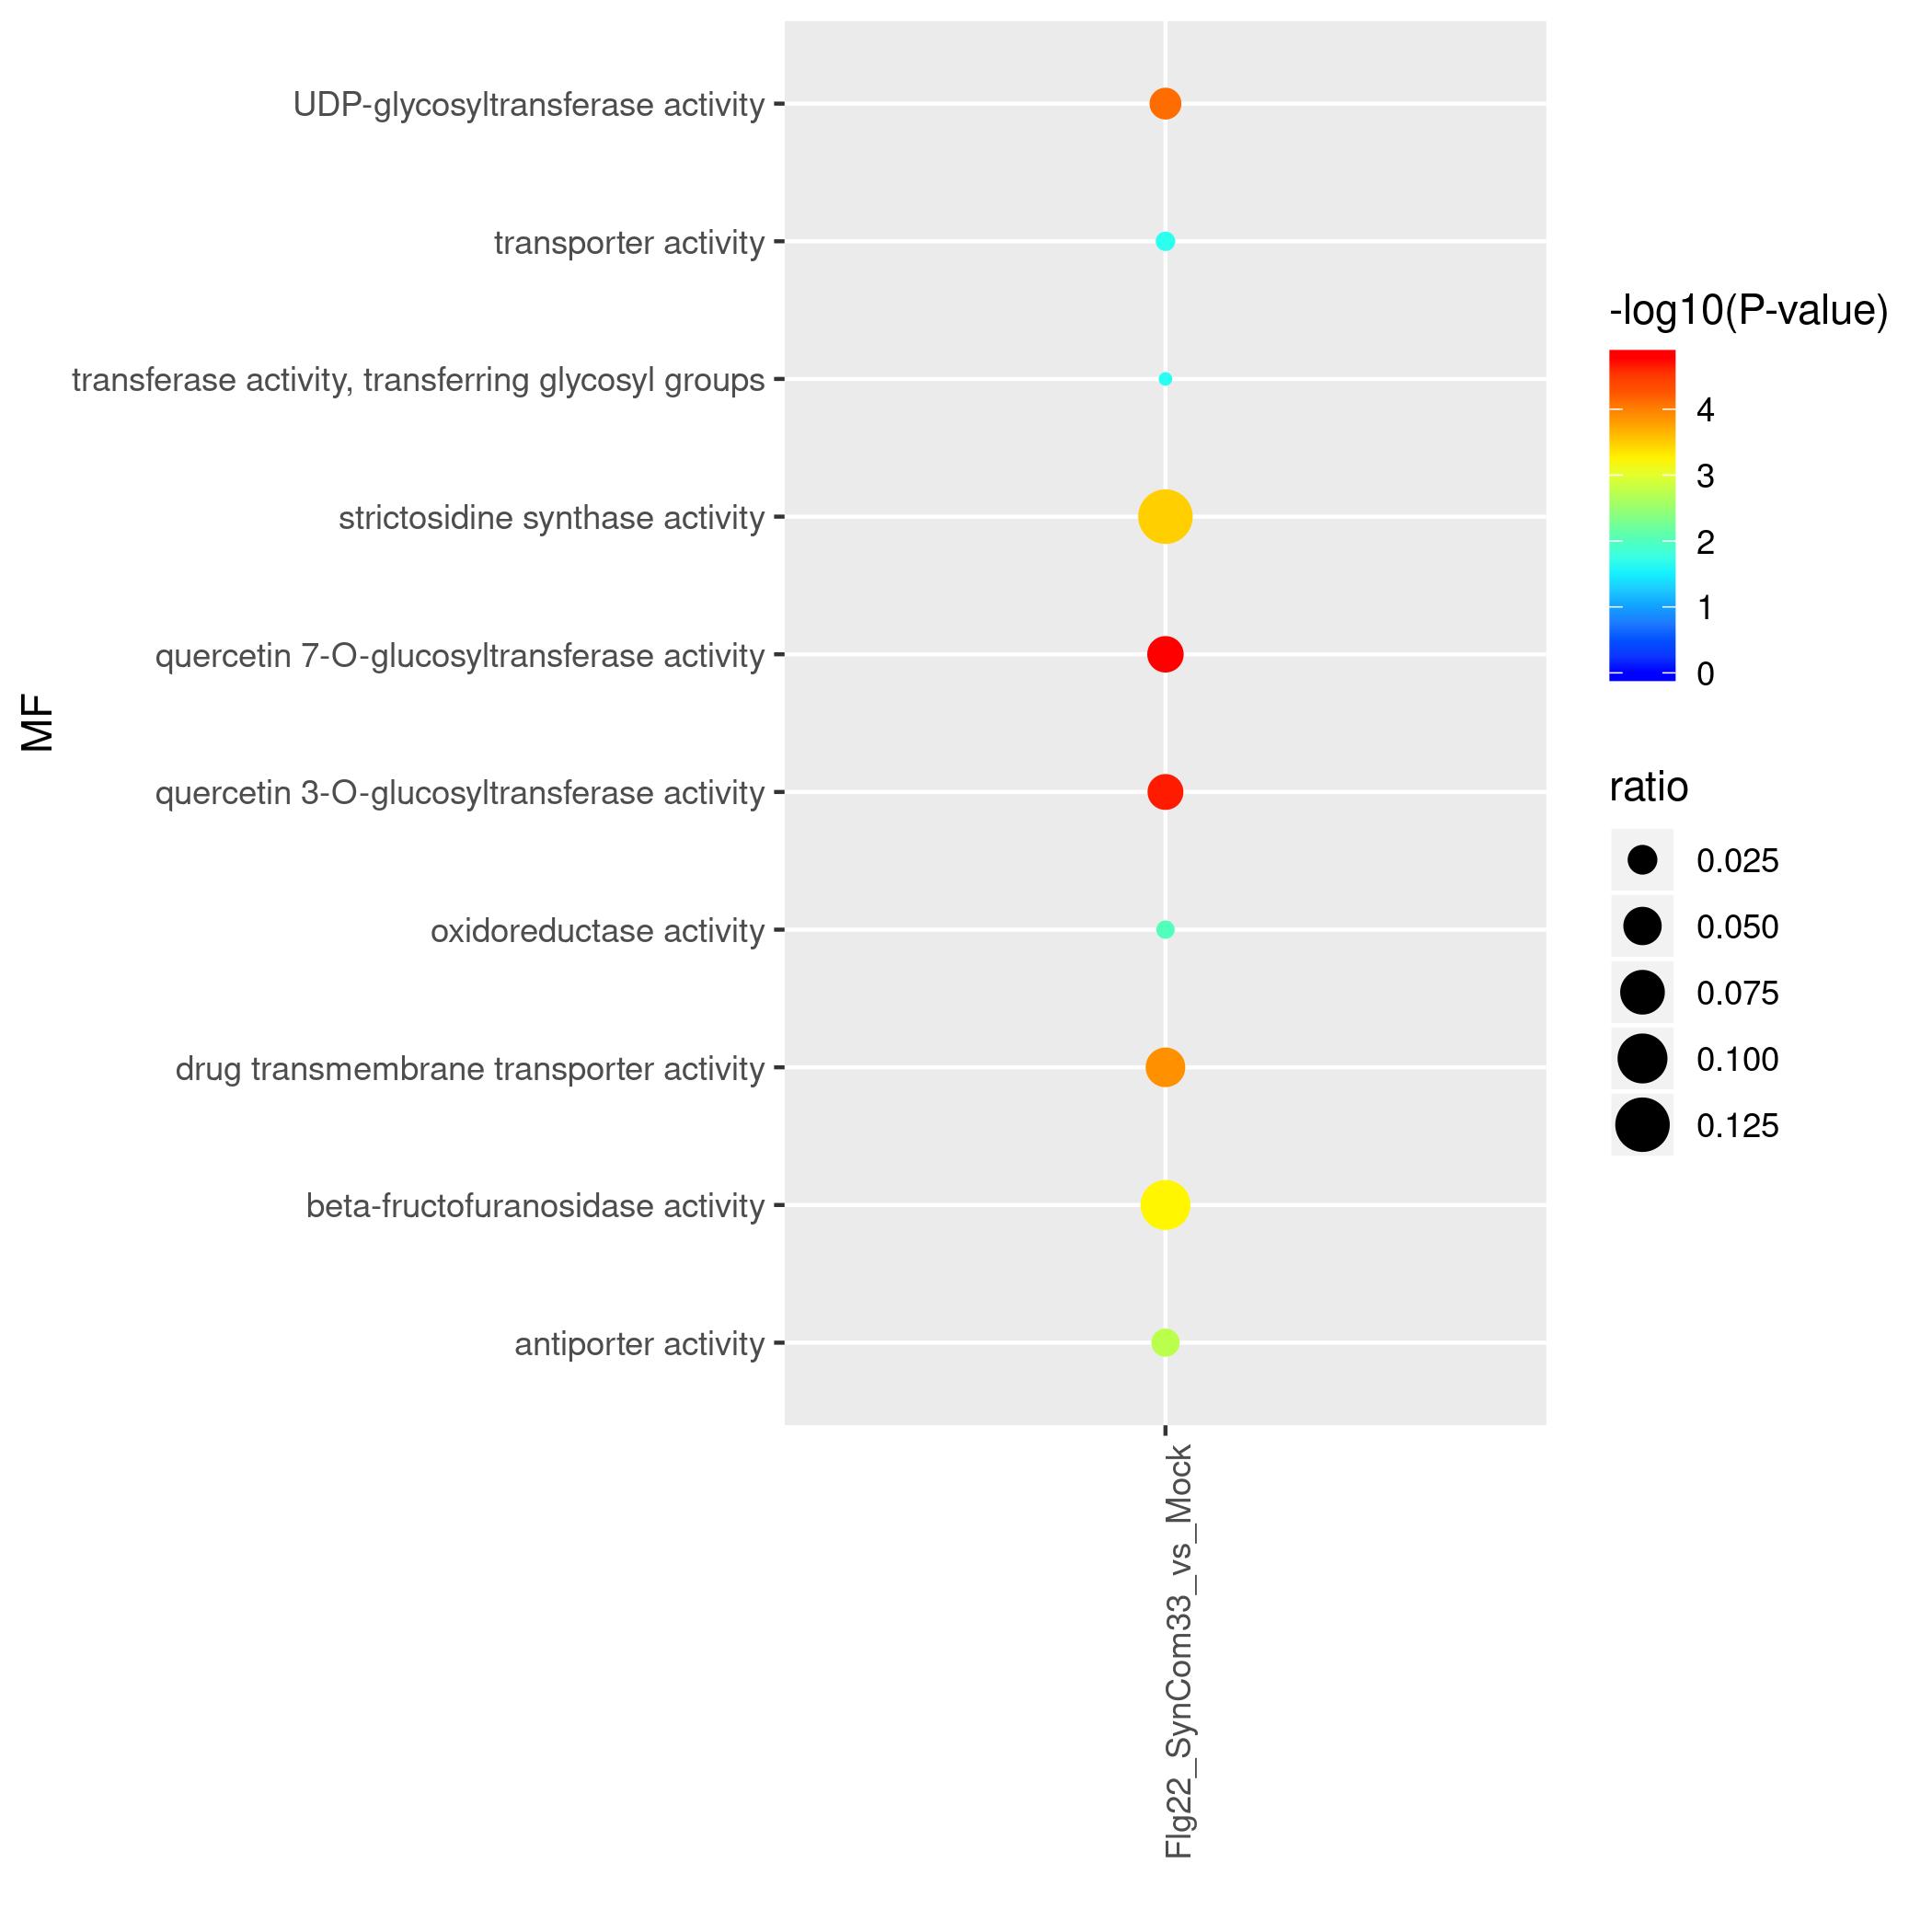 MF
UDP-glycosyltransferase activity
transporter activity
transferase activity, transferring glycosyl groups
strictosidine synthase activity
quercetin 7-O-glucosyltransferase activity
quercetin 3-O-glucosyltransferase activity
oxidoreductase activity
drug transmembrane transporter activity
beta-fructofuranosidase activity
antiporter activity
Flg22_SynCom33_vs_Mock
-log10(P-value)
4
3
2
1
0
ratio
0.025
0.050
0.075
0.100
0.125